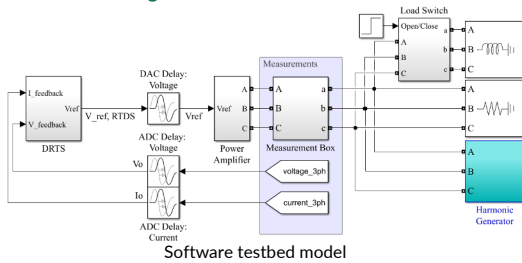 Load Switch
Open/Close
a
A
b
B
c
C
A
B
C
Measurements
DAC Delay:
Voltage
I_feedback
Vref
V_feedback
DRTS
V_ref, RTDS
Vref
Vref
A
B
C
Power
Amplifier
A
B
C
a
b
c
Measurement Box
A
B
C
ADC Delay:
Voltage
Vo
Io
ADC Delay:
Current
voltage_3ph
current_3ph
A
B
C
Harmonic
Generator
Software testbed model